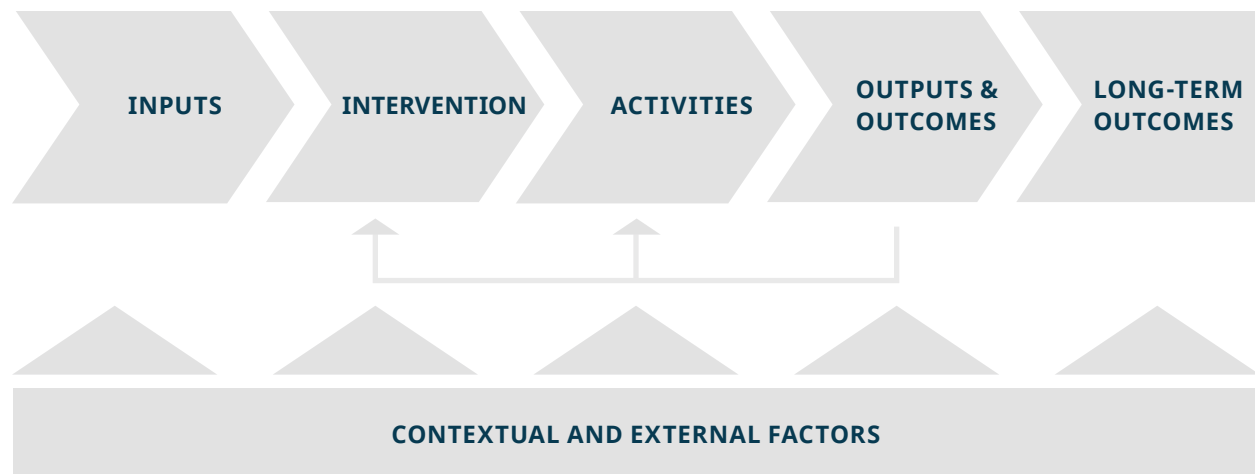 INPUTS
INTERVENTION
ACTIVITIES
OUTPUTS &
OUTCOMES
LONG-TERM
OUTCOMES
CONTEXTUAL AND EXTERNAL FACTORS